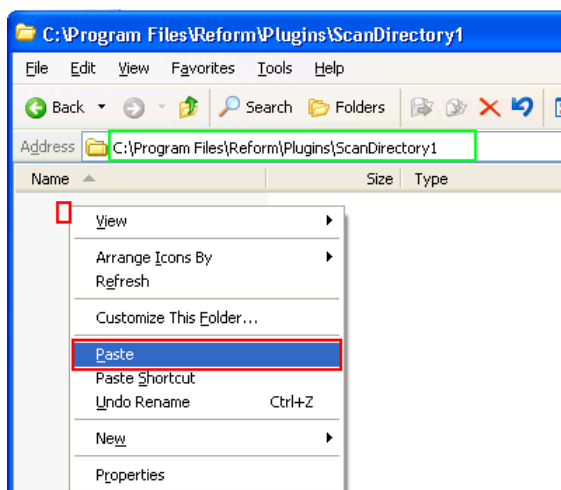 C:\Program Files\Reform\Plugins\ScanDirectory1
File Edit View Favorites Tools Help
Back Search Folders
Address C:\Program Files\Reform\Plugins\ScanDirectory1
Name Size Type
View
Arrange Icons By
Refresh
Customize This Folder...
Paste
Paste Shortcut
Undo Rename Ctrl+Z
New
Properties